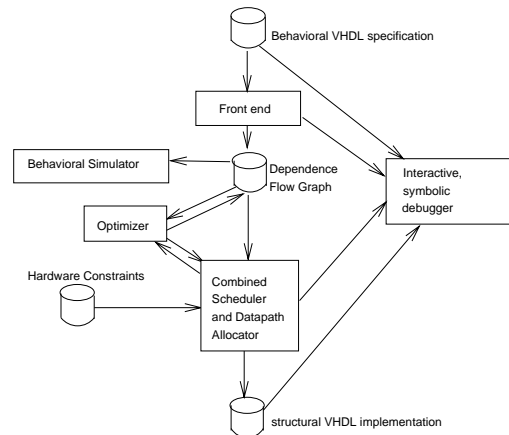 Behavioral VHDL specification
Front end
Behavioral Simulator
Dependence
Flow Graph
Interactive,
symbolic
debugger
Optimizer
Hardware Constraints
Combined
Scheduler
and Datapath
Allocator
structural VHDL implementation